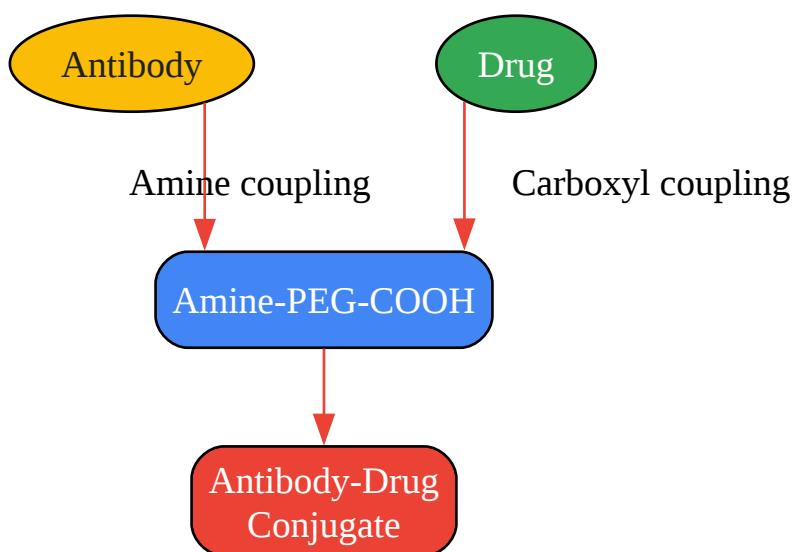 Antibody
Drug
Amine coupling
Carboxyl coupling
Amine-PEG-COOH
Antibody-Drug
Conjugate